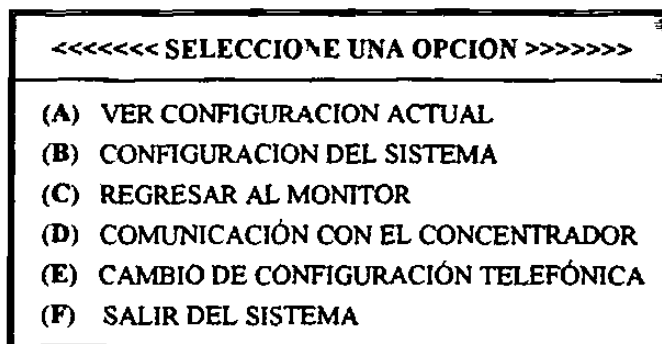 <<<<<<< SELECCIONE UNA OPCION >>>>>>>
(A) VER CONFIGURACION ACTUAL
(B) CONFIGURACION DEL SISTEMA
(C) REGRESAR AL MONITOR
(D) COMUNICACIÓN CON EL CONCENTRADOR
(E) CAMBIO DE CONFIGURACIÓN TELEFÓNICA
(F) SALIR DEL SISTEMA